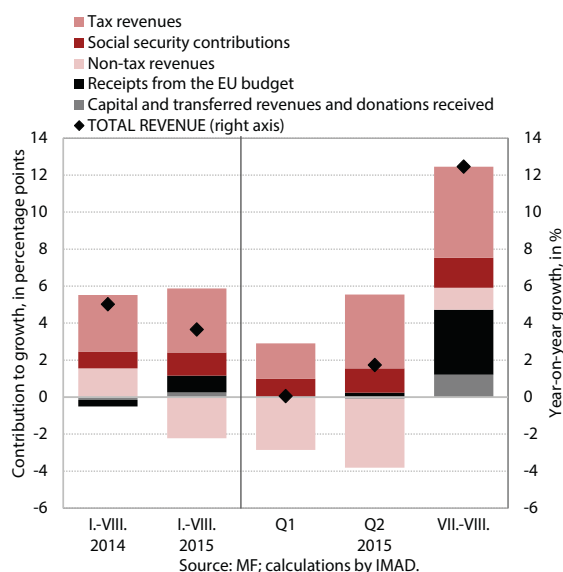 Tax revenues
Social security contributions
Non-tax revenues
Receipts from the EU budget
Capital and transferred revenues and donations received
TOTAL REVENUE (right axis)
Contribution to growth, in percentage points
14
12
10
8
6
4
2
0
-2
-4
-6
14
12
10
8
6
4
2
0
-2
-4
-6
Year-on-year growth, in %
I.-VIII. I.-VIII. Q1 Q2 VII.-VIII.
2014 2015 2015
Source: MF; calculations by IMAD.